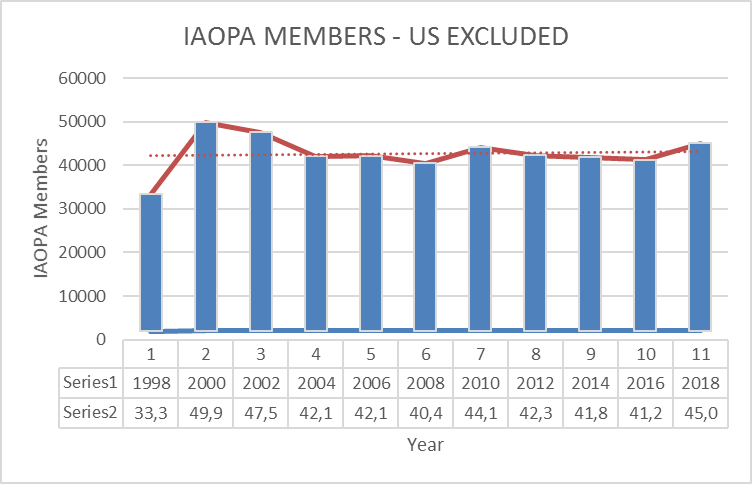 IAOPA MEMBERS - US EXCLUDED
60000
50000
40000
30000
20000
10000
0
IAOPA Members
1 2 3 4 5 6 7 8 9 10 11
Series1 1998 2000 2002 2004 2006 2008 2010 2012 2014 2016 2018
Series2 33,3 49,9 47,5 42,1 42,1 40,4 44,1 42,3 41,8 41,2 45,0
Year